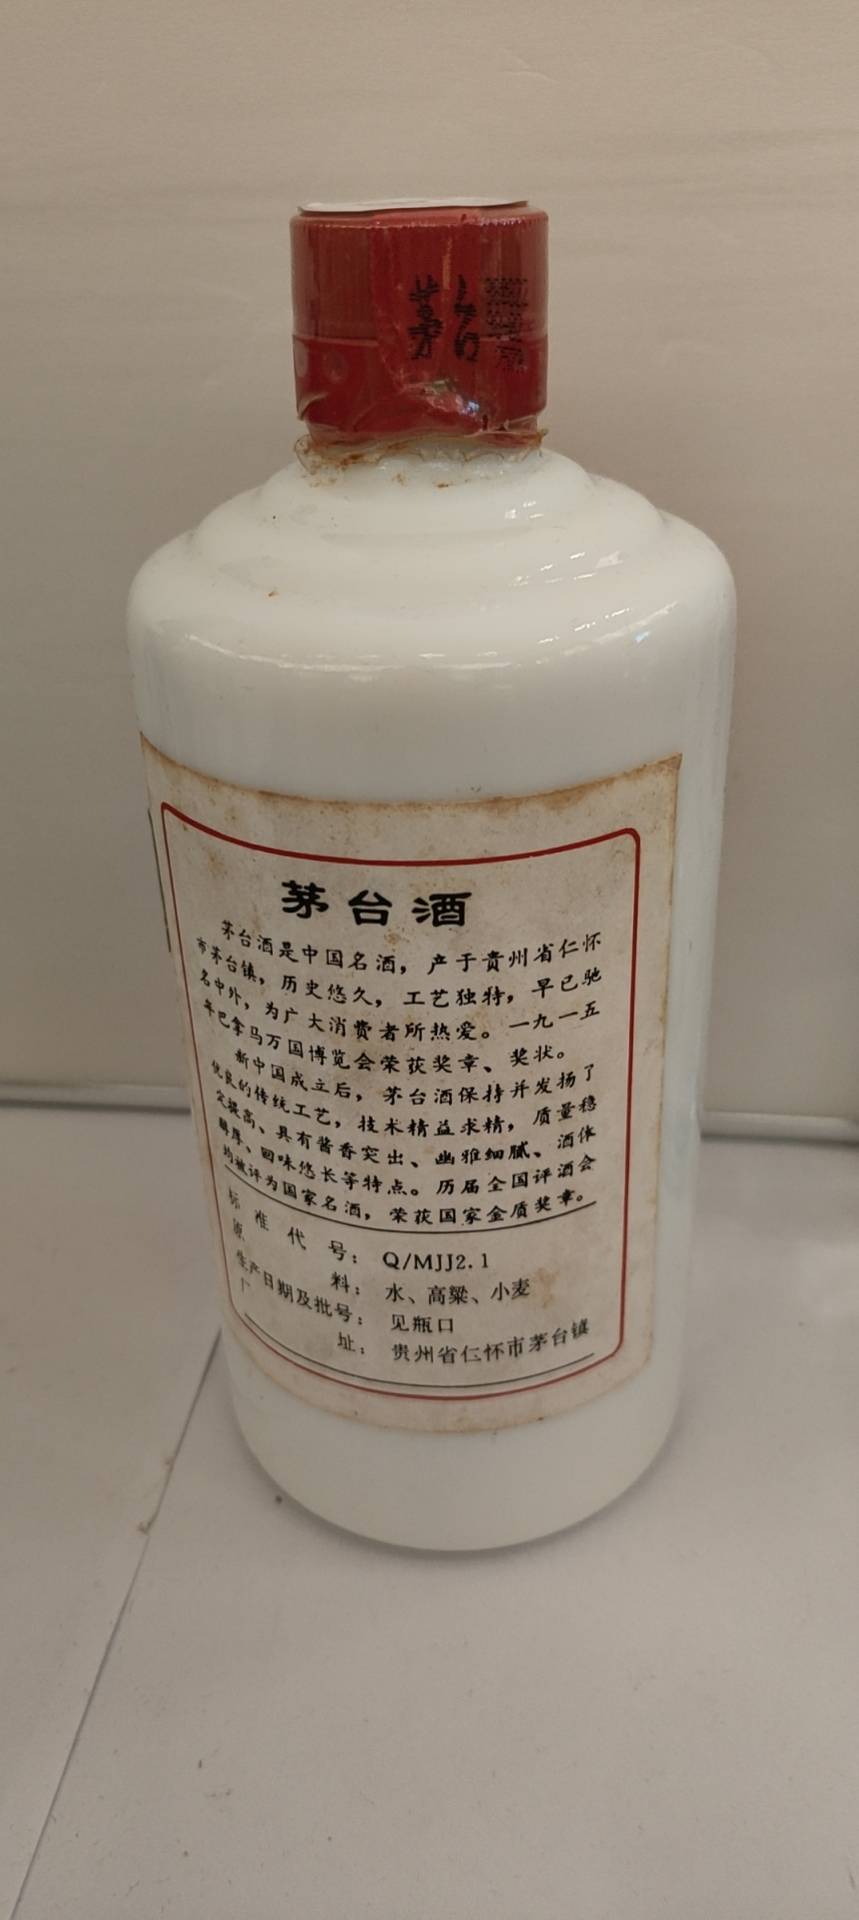 茅台
茅台酒
茅台酒是中国名酒，产于贵州省仁怀
市茅台镇，历史悠久，工艺独特，早已驰
名中外，为广大消费者所热爱。一九一五
年巴拿马万国博览会荣获奖章、奖状。
新中国成立后，茅台酒保持并发扬了
优良的传统工艺，技术精益求精，质量稳
定提高、具有酱香突出、幽雅细腻、酒体
醇厚、回味悠长等特点。历届全国评酒会
均被评为国家名酒，荣获国家金质奖章。
标准代号：Q/MJJ2.1
原料：水、高粱、小麦
生产日期及批号：见瓶口
厂址：贵州省仁怀市茅台镇